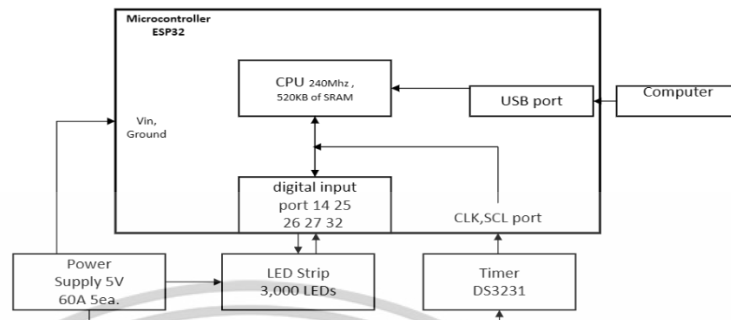 Microcontroller
ESP32
CPU 240Mhz ,
520KB of SRAM
USB port
Computer
Vin,
Ground
digital input
port 14 25
26 27 32
CLK,SCL port
Power
Supply 5V
60A 5ea.
LED Strip
3,000 LEDs
Timer
DS3231